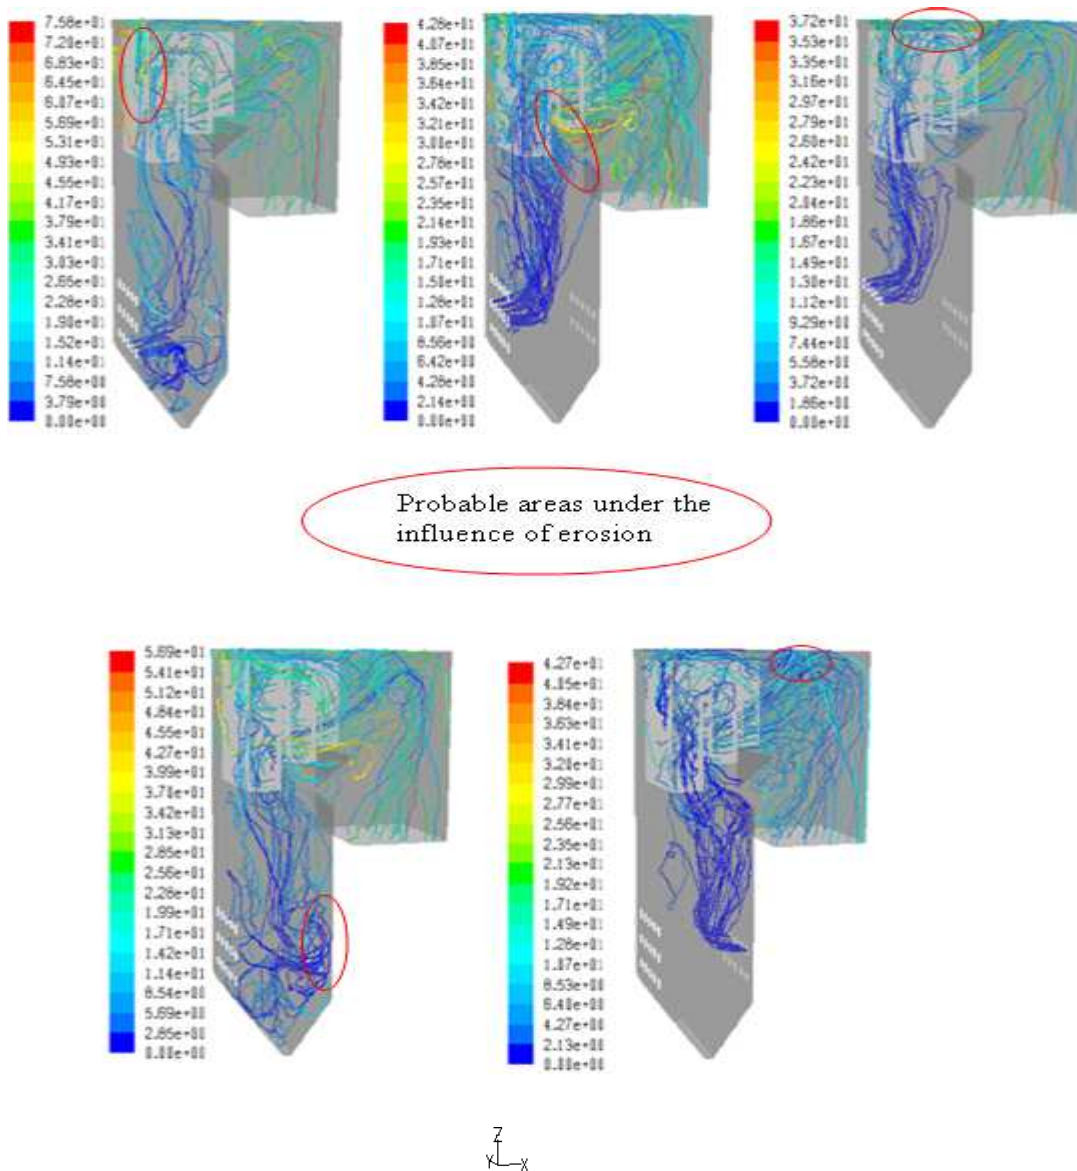 7.58e+01
7.20e+01
6.83e+01
6.45e+01
6.07e+01
5.69e+01
5.31e+01
4.93e+01
4.55e+01
4.17e+01
3.79e+01
3.41e+01
3.03e+01
2.65e+01
2.28e+01
1.90e+01
1.52e+01
1.14e+01
7.58e+00
3.79e+00
0.00e+00
4.28e+01
4.07e+01
3.85e+01
3.64e+01
3.42e+01
3.21e+01
3.00e+01
2.78e+01
2.57e+01
2.35e+01
2.14e+01
1.93e+01
1.71e+01
1.50e+01
1.28e+01
1.07e+01
8.56e+00
6.42e+00
4.28e+00
2.14e+00
0.00e+00
3.72e+01
3.53e+01
3.35e+01
3.16e+01
2.97e+01
2.79e+01
2.60e+01
2.42e+01
2.23e+01
2.04e+01
1.86e+01
1.67e+01
1.49e+01
1.30e+01
1.12e+01
9.29e+00
7.44e+00
5.58e+00
3.72e+00
1.86e+00
0.00e+00
Probable areas under the
influence of erosion
5.69e+01
5.41e+01
5.12e+01
4.84e+01
4.55e+01
4.27e+01
3.99e+01
3.70e+01
3.42e+01
3.13e+01
2.85e+01
2.56e+01
2.28e+01
1.99e+01
1.71e+01
1.42e+01
1.14e+01
8.54e+00
5.69e+00
2.85e+00
0.00e+00
4.27e+01
4.05e+01
3.84e+01
3.63e+01
3.41e+01
3.20e+01
2.99e+01
2.77e+01
2.56e+01
2.35e+01
2.13e+01
1.92e+01
1.71e+01
1.49e+01
1.28e+01
1.07e+01
8.53e+00
6.40e+00
4.27e+00
2.13e+00
0.00e+00
Z
Y X